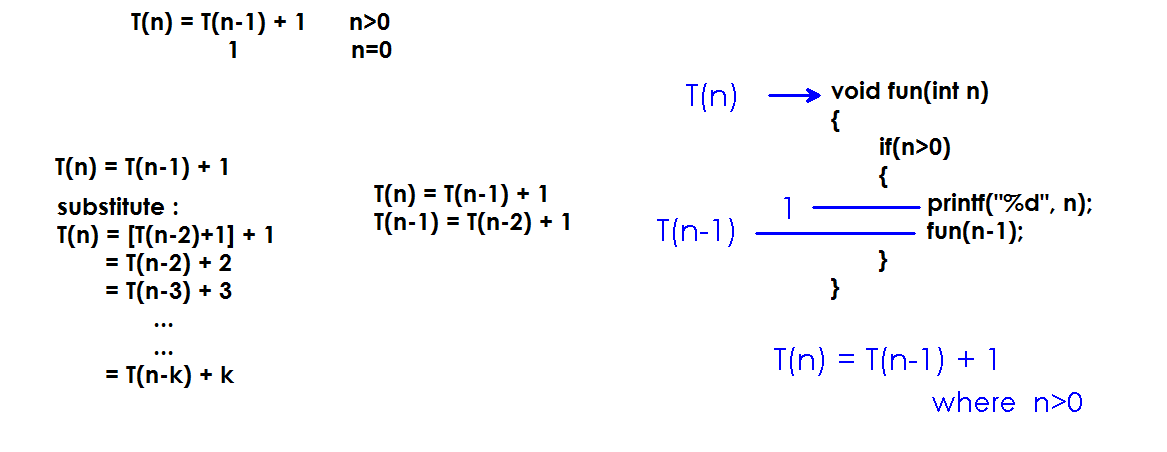 T(n) = T(n-1) + 1 n>0
1 n=0
T(n) = T(n-1) + 1
substitute :
T(n) = [T(n-2)+1] + 1
= T(n-2) + 2
= T(n-3) + 3
...
...
= T(n-k) + k
T(n) = T(n-1) + 1
T(n-1) = T(n-2) + 1
T(n) void fun(int n)
{
if(n>0)
{
1 printf("%d", n);
T(n-1) fun(n-1);
}
}
T(n) = T(n-1) + 1
where n>0